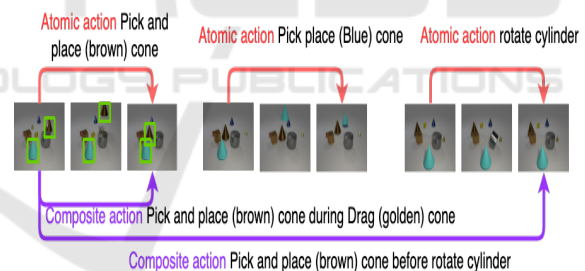 Atomic action Pick and
place (brown) cone
Atomic action Pick place (Blue) cone
Atomic action rotate cylinder
OLOGY PUBLICATIONS
Composite action Pick and place (brown) cone during Drag (golden) cone
Composite action Pick and place (brown) cone before rotate cylinder